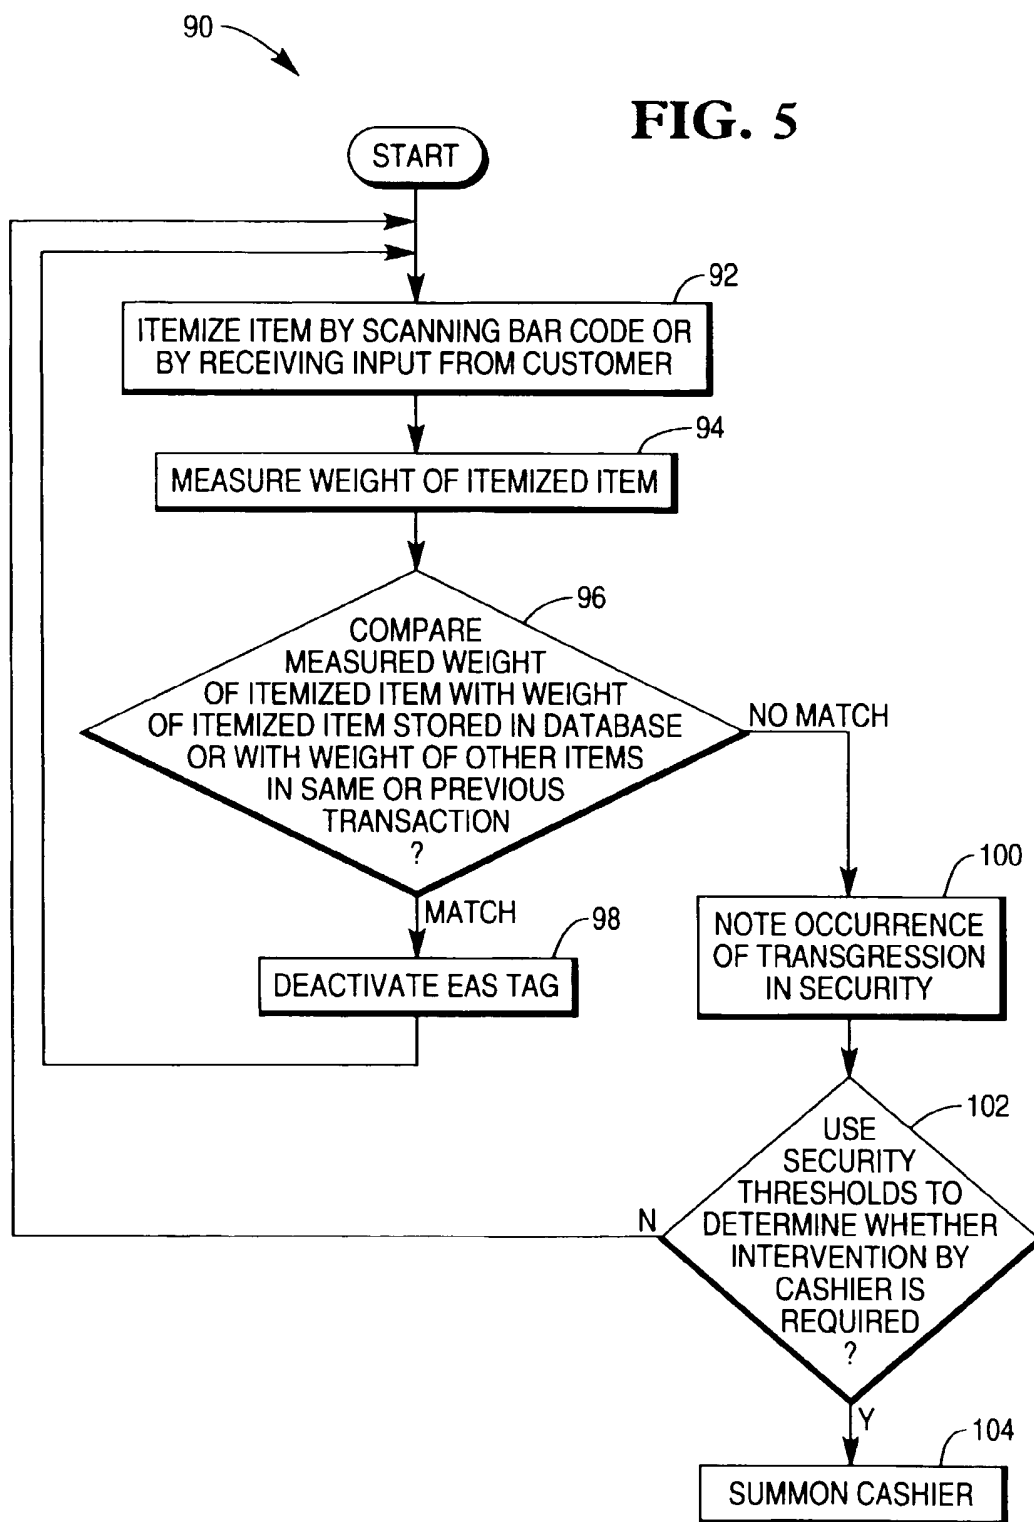 90
FIG. 5
START
92
ITEMIZE ITEM BY SCANNING BAR CODE OR
BY RECEIVING INPUT FROM CUSTOMER
94
MEASURE WEIGHT OF ITEMIZED ITEM
96
COMPARE
MEASURED WEIGHT
OF ITEMIZED ITEM WITH WEIGHT
OF ITEMIZED ITEM STORED IN DATABASE
OR WITH WEIGHT OF OTHER ITEMS
IN SAME OR PREVIOUS
TRANSACTION
?
NO MATCH
MATCH
98
DEACTIVATE EAS TAG
100
NOTE OCCURRENCE
OF TRANSGRESSION
IN SECURITY
102
USE
SECURITY
THRESHOLDS TO
DETERMINE WHETHER
INTERVENTION BY
CASHIER IS
REQUIRED
?
N
Y
104
SUMMON CASHIER